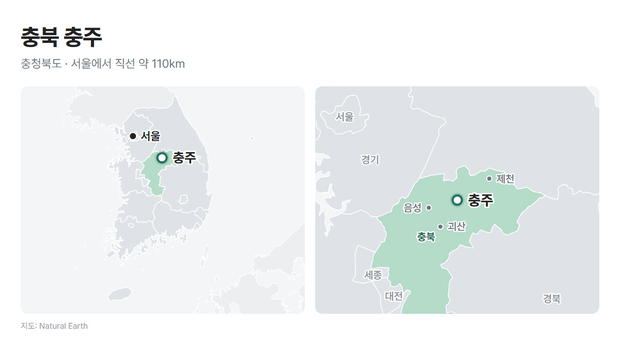 충북 충주
충청북도 · 서울에서 직선 약 110km
서울
충주
서울
경기
제천
충주
음성
괴산
충북
세종
대전
경북
지도: Natural Earth